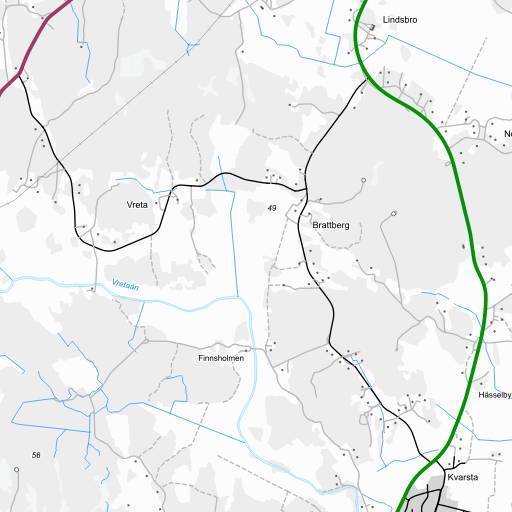 Lindsbro
Vreta
49
Brattberg
Vretaån
Finnsholmen
Hässelby
56
Kvarsta